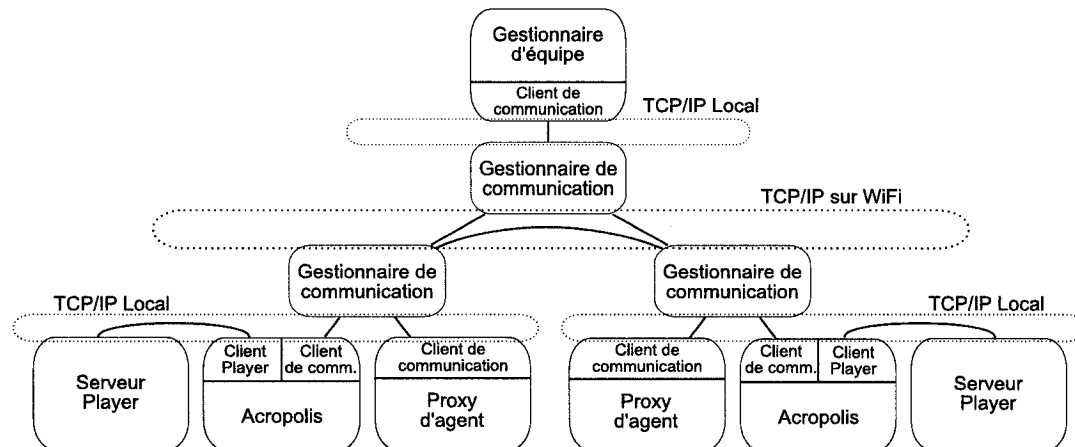 Gestionnaire
d'équipe
Client de
communication
TCP/IP Local
Gestionnaire de
communication
TCP/IP sur WiFi
Gestionnaire de
communication
Gestionnaire de
communication
TCP/IP Local
TCP/IP Local
Serveur
Player
Client
Player
Client
de comm.
Acropolis
Client de
communication
Proxy
d'agent
Client de
communication
Proxy
d'agent
Client
de comm.
Client
Player
Acropolis
Serveur
Player